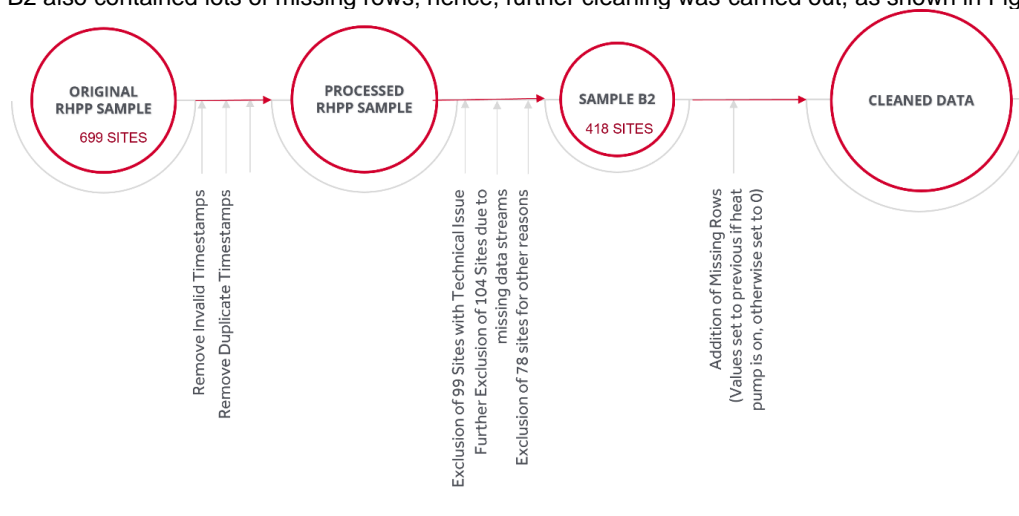 B2 also contained lots of missing rows; hence, further cleaning was carried out, as shown in Fig
ORIGINAL
RHPP SAMPLE
699 SITES
PROCESSED
RHPP SAMPLE
SAMPLE B2
418 SITES
CLEANED DATA
Remove Invalid Timestamps
Remove Duplicate Timestamps
Exclusion of 99 Sites with Technical Issue
Further Exclusion of 104 Sites due to
missing data streams
Exclusion of 78 sites for other reasons
Addition of Missing Rows
(Values set to previous if heat
pump is on, otherwise set to 0)